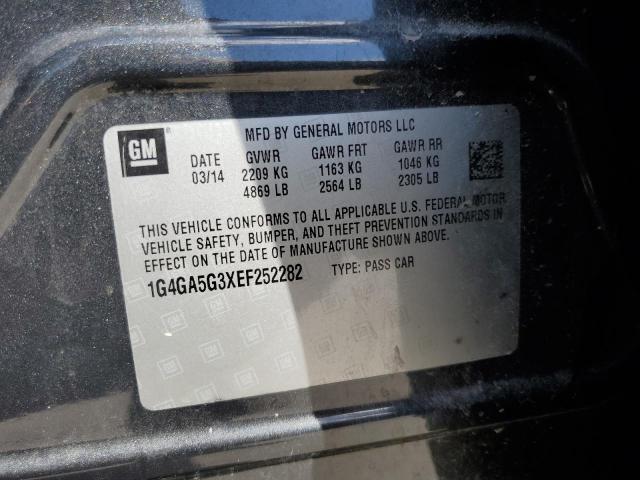 GM
MFD BY GENERAL MOTORS LLC
DATE GVWR GAWR FRT GAWR RR
03/14 2209 KG 1163 KG 1046 KG
4869 LB 2564 LB 2305 LB
THIS VEHICLE CONFORMS TO ALL APPLICABLE U.S. FEDERAL MOTOR
VEHICLE SAFETY, BUMPER, AND THEFT PREVENTION STANDARDS IN
EFFECT ON THE DATE OF MANUFACTURE SHOWN ABOVE.
1G4GA5G3XEF252282 TYPE: PASS CAR